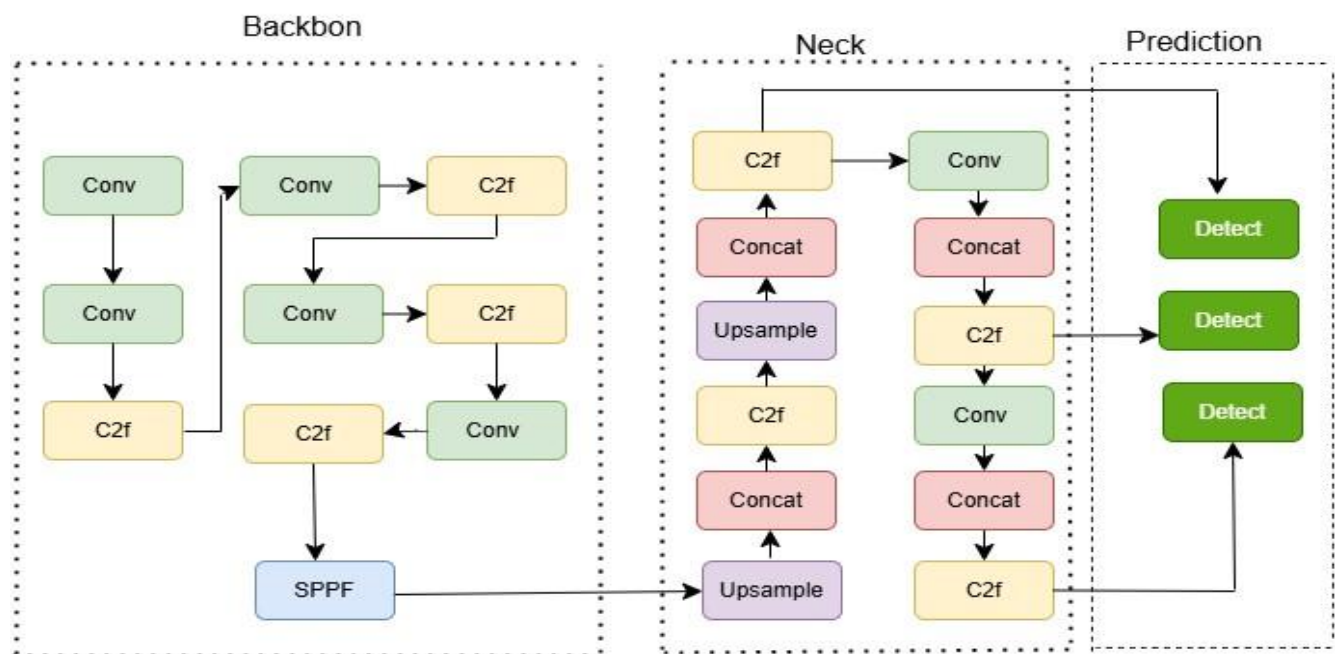 Backbon
Conv
Conv
C2f
Conv
C2f
Conv
C2f
Conv
C2f
SPPF
Neck
C2f
Concat
Upsample
C2f
Concat
Upsample
Conv
Concat
C2f
Conv
Concat
C2f
Prediction
Detect
Detect
Detect